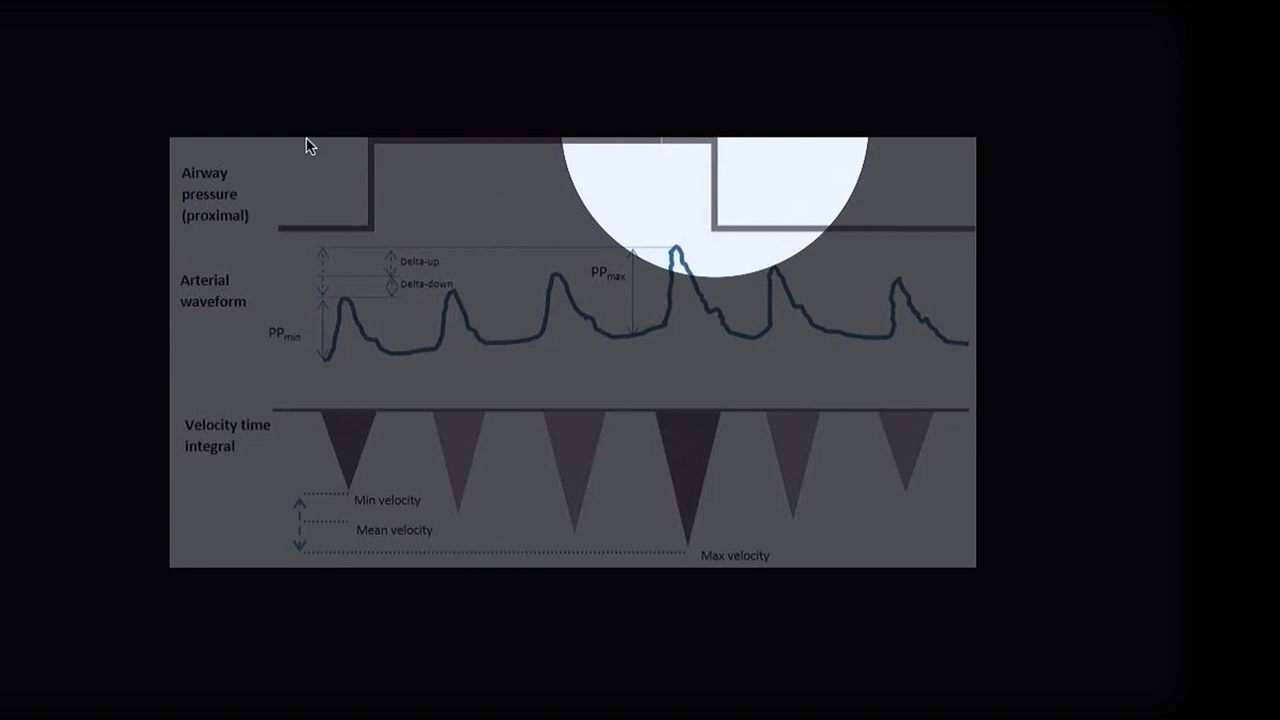 Airway
pressure
(proximal)
Delta-up
Arterial
waveform
Delta-down
PPmax
PPmin
Velocity time
integral
Min velocity
Mean velocity
Max velocity